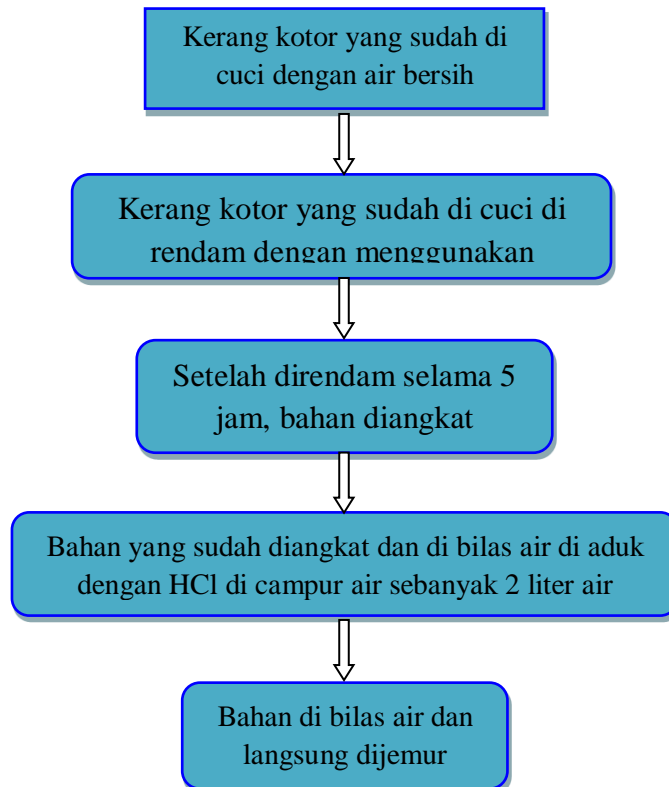 Kerang kotor yang sudah di
cuci dengan air bersih
Kerang kotor yang sudah di cuci di
rendam dengan menggunakan
Setelah direndam selama 5
jam, bahan diangkat
Bahan yang sudah diangkat dan di bilas air di aduk
dengan HCl di campur air sebanyak 2 liter air
Bahan di bilas air dan
langsung dijemur